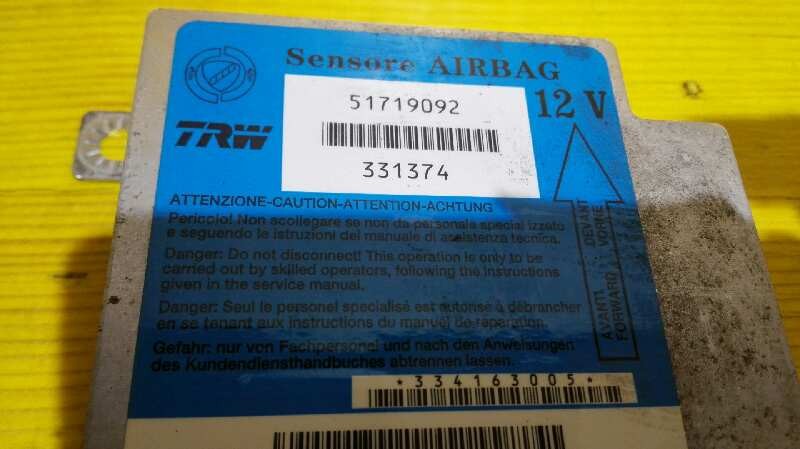 Sensore AIRBAG
51719092
12 V
TRW
331374
ATTENZIONE-CAUTION-ATTENTION-ACHTUNG
Pericolo! Non scollegare se non da personale specializzato
e seguendo le istruzioni del manuale di assistenza tecnica.
Danger: Do not disconnect! This operation is only to be
carried out by skilled operators, following the instructions
given in the service manual.
Danger: Seul le personel specialisé est autorisé à débrancher
en se tenant aux instructions du manuel de réparation.
Gefahr: nur von Fachpersonel und nach den Anweisungen
des Kundendiensthandbuches abtrennen lassen.
AVANTI DEVANT
FORWARD VORTE
*334163005*